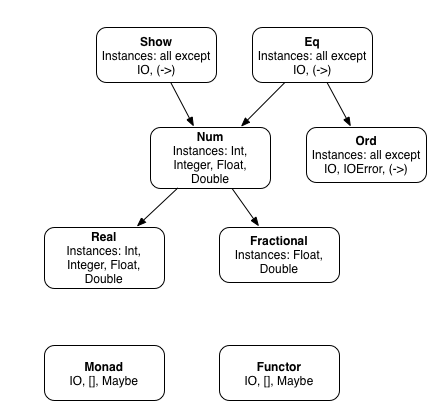 Show
Instances: all except
IO, (->)
Eq
Instances: all except
IO, (->)
Num
Instances: Int,
Integer, Float,
Double
Ord
Instances: all except
IO, IOError, (->)
Real
Instances: Int,
Integer, Float,
Double
Fractional
Instances: Float,
Double
Monad
IO, [], Maybe
Functor
IO, [], Maybe